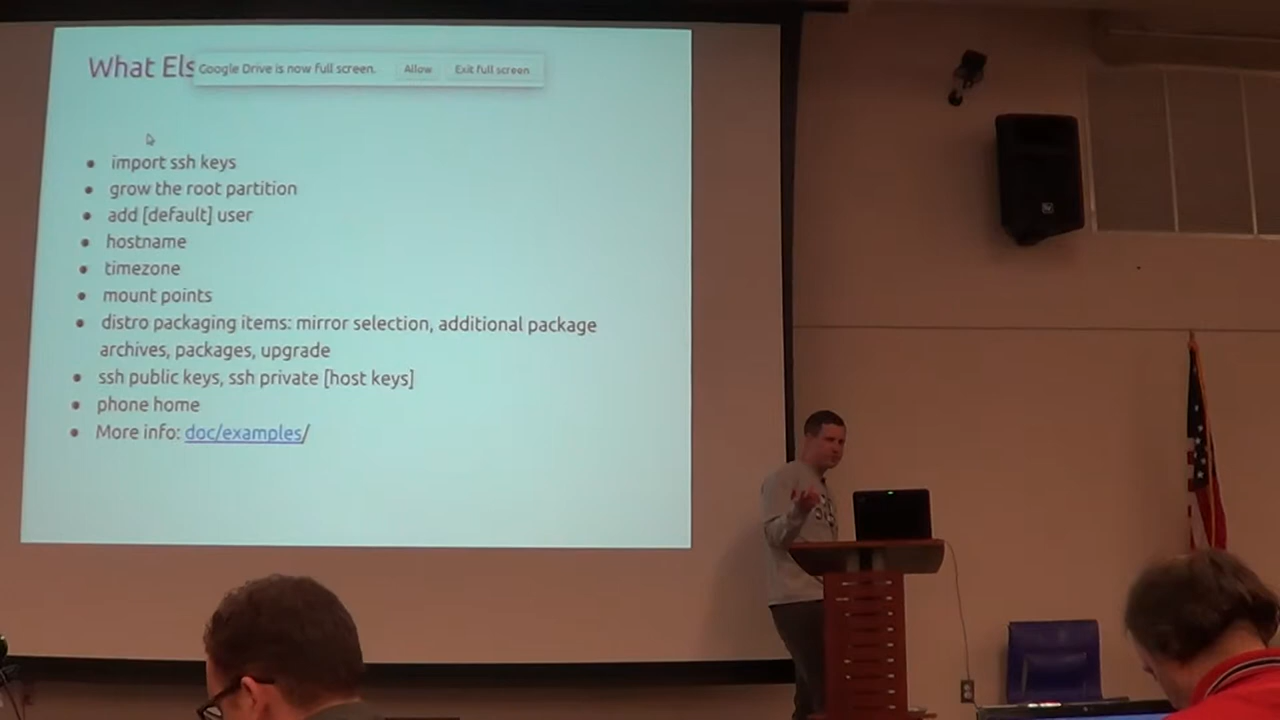 What Els
Google Drive is now full screen. Allow Exit full screen
import ssh keys
grow the root partition
add [default] user
hostname
timezone
mount points
distro packaging items: mirror selection, additional package
archives, packages, upgrade
ssh public keys, ssh private [host keys]
phone home
More info: doc/examples/